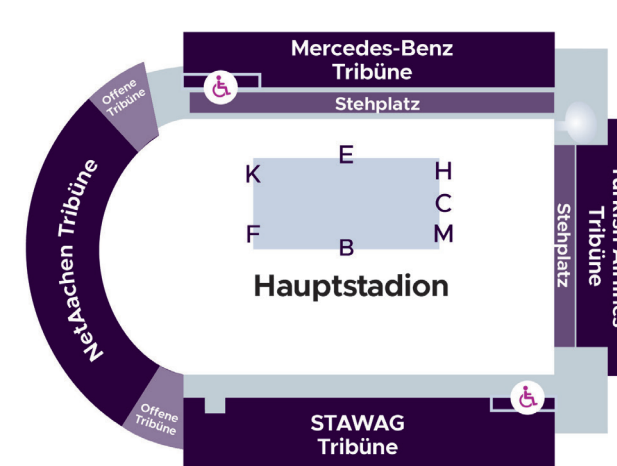 Mercedes-Benz
Tribüne
Offene
Tribüne
Stehplatz
E
K
H
C
F
M
B
Hauptstadion
NetAachen Tribüne
Stehplatz
Tribüne
Offene
Tribüne
STAWAG
Tribüne